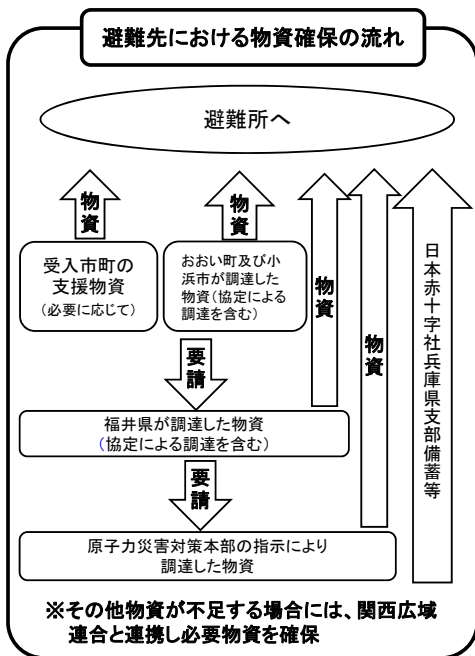 避難先における物資確保の流れ
避難所へ
物資
物資
物資
物資
日本赤十字社兵庫県支部備蓄等
受入市町の
支援物資
(必要に応じて)
おおい町及び小
浜市が調達した
物資(協定による
調達を含む)
要請
福井県が調達した物資
(協定による調達を含む)
要請
原子力災害対策本部の指示により
調達した物資
※その他物資が不足する場合には、関西広域
連合と連携し必要物資を確保